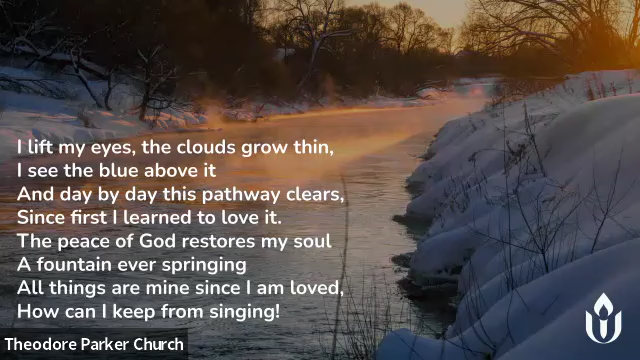 I lift my eyes, the clouds grow thin,
I see the blue above it
And day by day this pathway clears,
Since first I learned to love it.
The peace of God restores my soul
A fountain ever springing
All things are mine since I am loved,
How can I keep from singing!
Theodore Parker Church